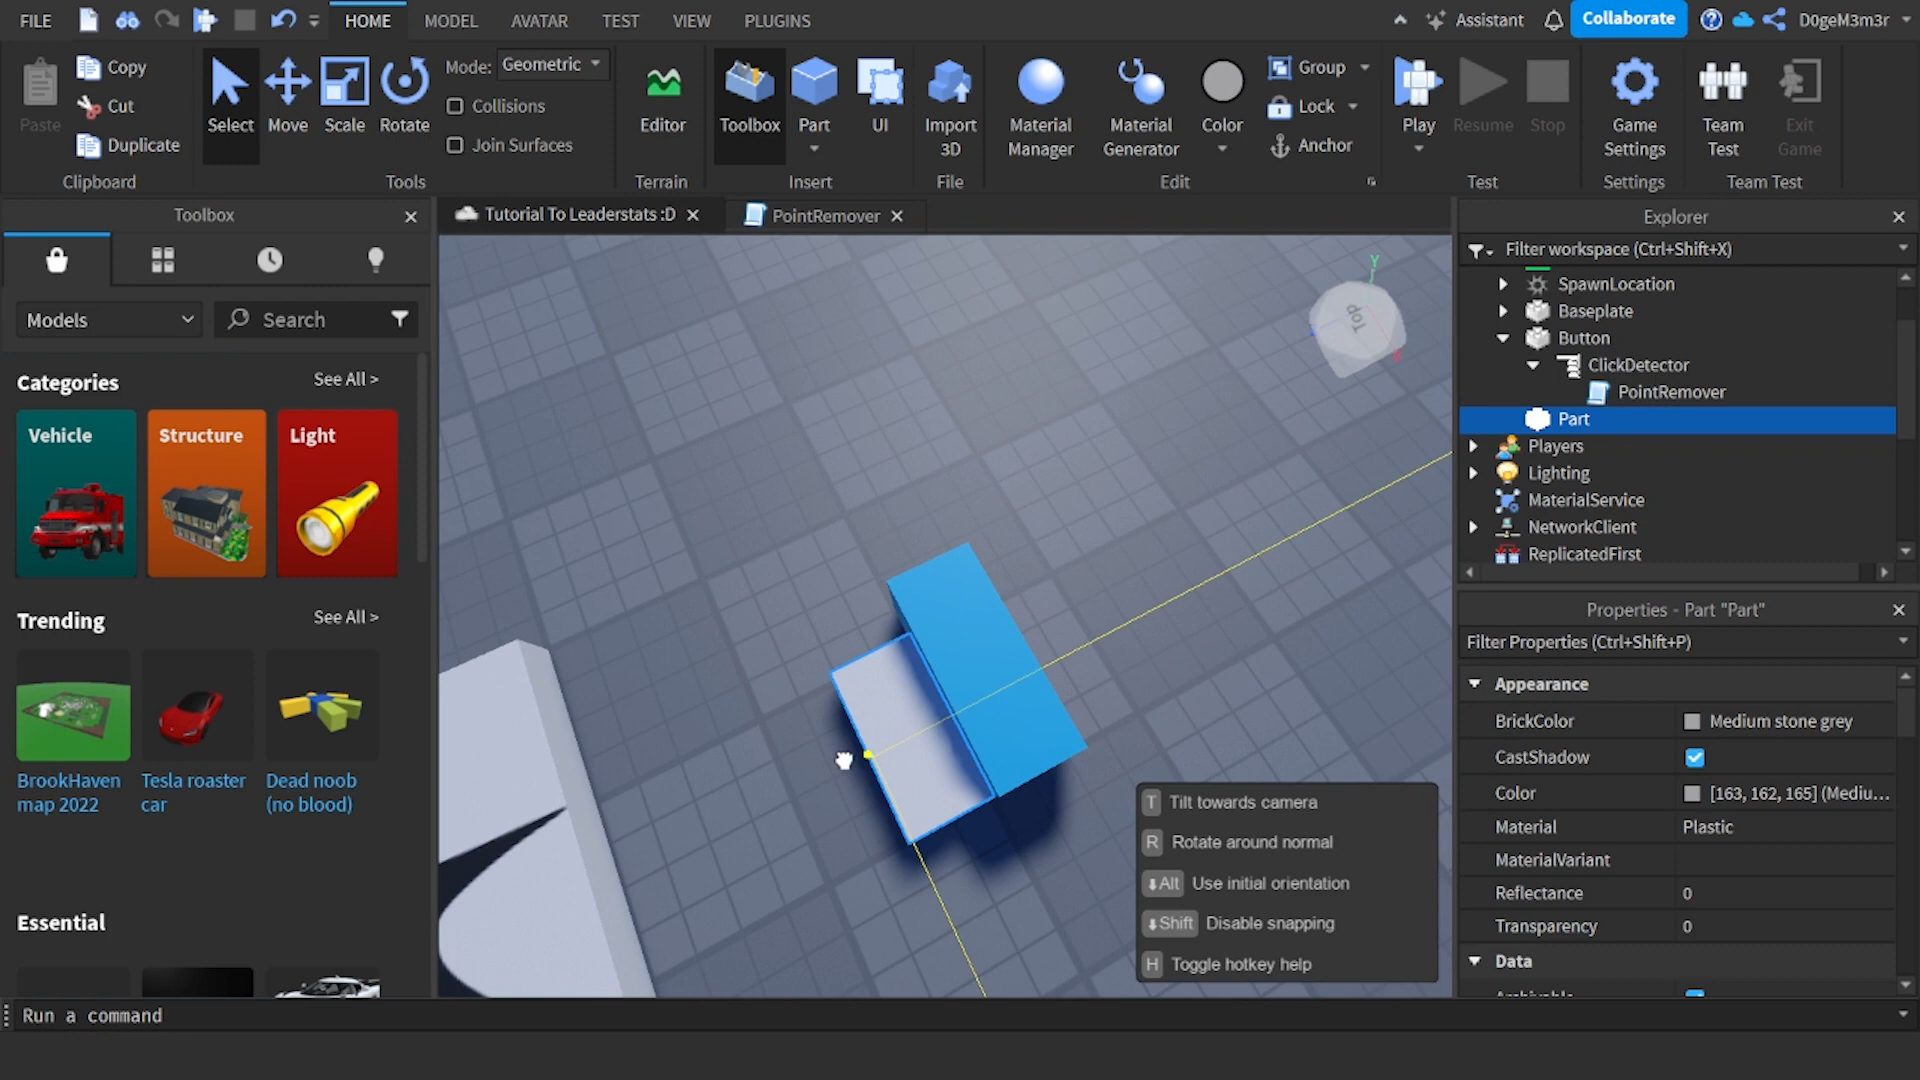 FILE HOME MODEL AVATAR TEST VIEW PLUGINS Assistant Collaborate D0geM3m3r
Paste Copy Cut Duplicate Clipboard
Select Move Scale Rotate Mode: Geometric Collisions Join Surfaces Tools
Editor Terrain
Toolbox Part UI Insert
Import 3D File
Material Manager Material Generator Color Group Lock Anchor Edit
Play Resume Stop Test
Game Settings Settings
Team Test Exit Game Team Test
Toolbox
Models Search
Categories See All >
Vehicle Structure Light
Trending See All >
BrookHaven map 2022
Tesla roaster car
Dead noob (no blood)
Essential
Tutorial To Leaderstats :D PointRemover
Y
Top
T Tilt towards camera
R Rotate around normal
Alt Use initial orientation
Shift Disable snapping
H Toggle hotkey help
Explorer
Filter workspace (Ctrl+Shift+X)
SpawnLocation
Baseplate
Button
ClickDetector
PointRemover
Part
Players
Lighting
MaterialService
NetworkClient
ReplicatedFirst
Properties - Part "Part"
Filter Properties (Ctrl+Shift+P)
Appearance
BrickColor Medium stone grey
CastShadow
Color [163, 162, 165] (Mediu...
Material Plastic
MaterialVariant
Reflectance 0
Transparency 0
Data
Run a command